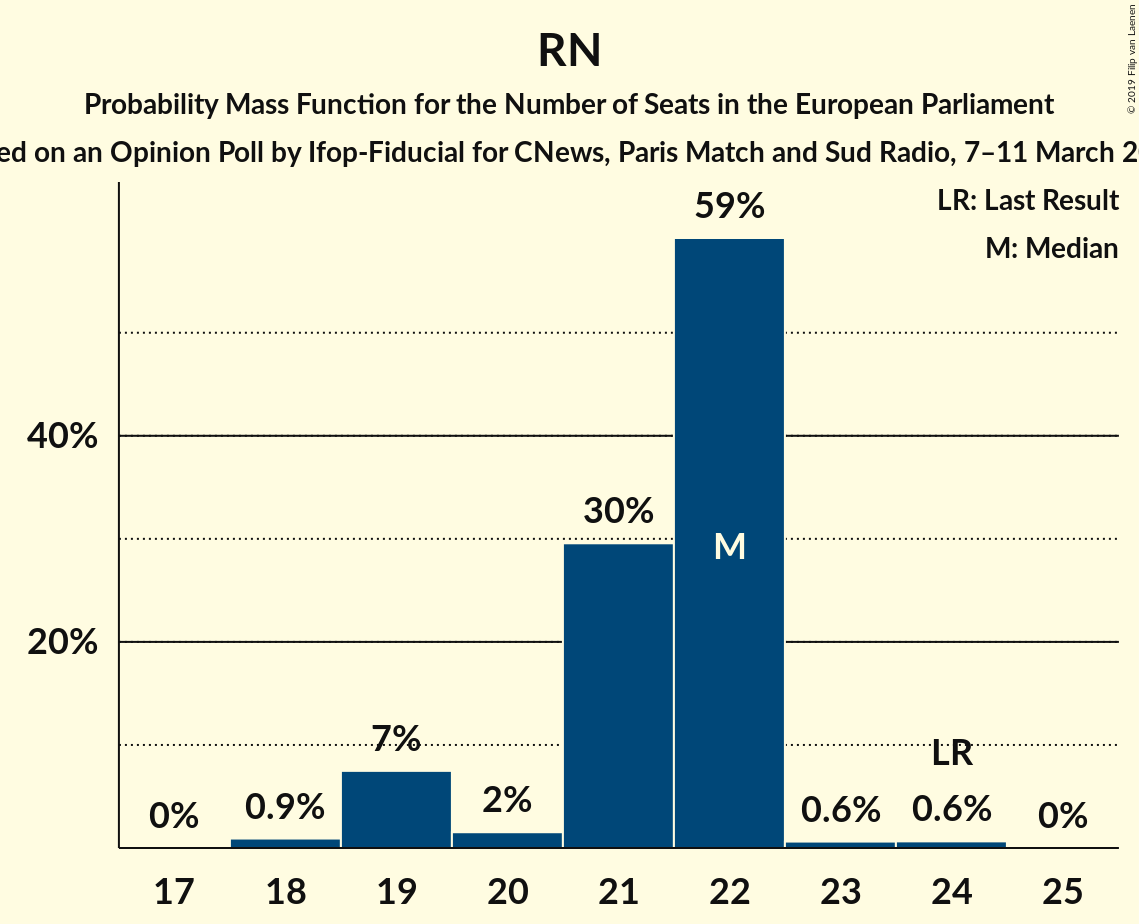 RN
Probability Mass Function for the Number of Seats in the European Parliament
on an Opinion Poll by Ifop-Fiducial for CNews, Paris Match and Sud Radio, 7–11 March
© 2019 Filip van Laenen
LR: Last Result
M: Median
59%
40%
30%
M
20%
7%
LR
0%
0.9%
2%
0.6%
0.6%
0%
17
18
19
20
21
22
23
24
25